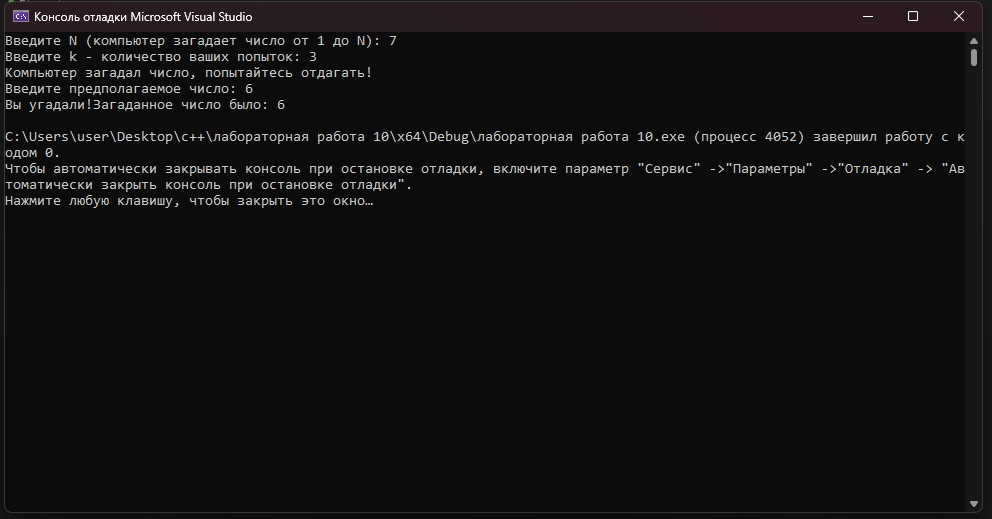 Консоль отладки Microsoft Visual Studio
Введите N (компьютер загадает число от 1 до N): 7
Введите k - количество ваших попыток: 3
Компьютер загадал число, попытайтесь отдагать!
Введите предполагаемое число: 6
Вы угадали!Загаданное число было: 6
C:\Users\user\Desktop\c++\лабораторная работа 10\x64\Debug\лабораторная работа 10.exe (процесс 4052) завершил работу с к
одом 0.
Чтобы автоматически закрывать консоль при остановке отладки, включите параметр "Сервис" ->"Параметры" ->"Отладка" -> "Ав
томатически закрыть консоль при остановке отладки".
Нажмите любую клавишу, чтобы закрыть это окно…